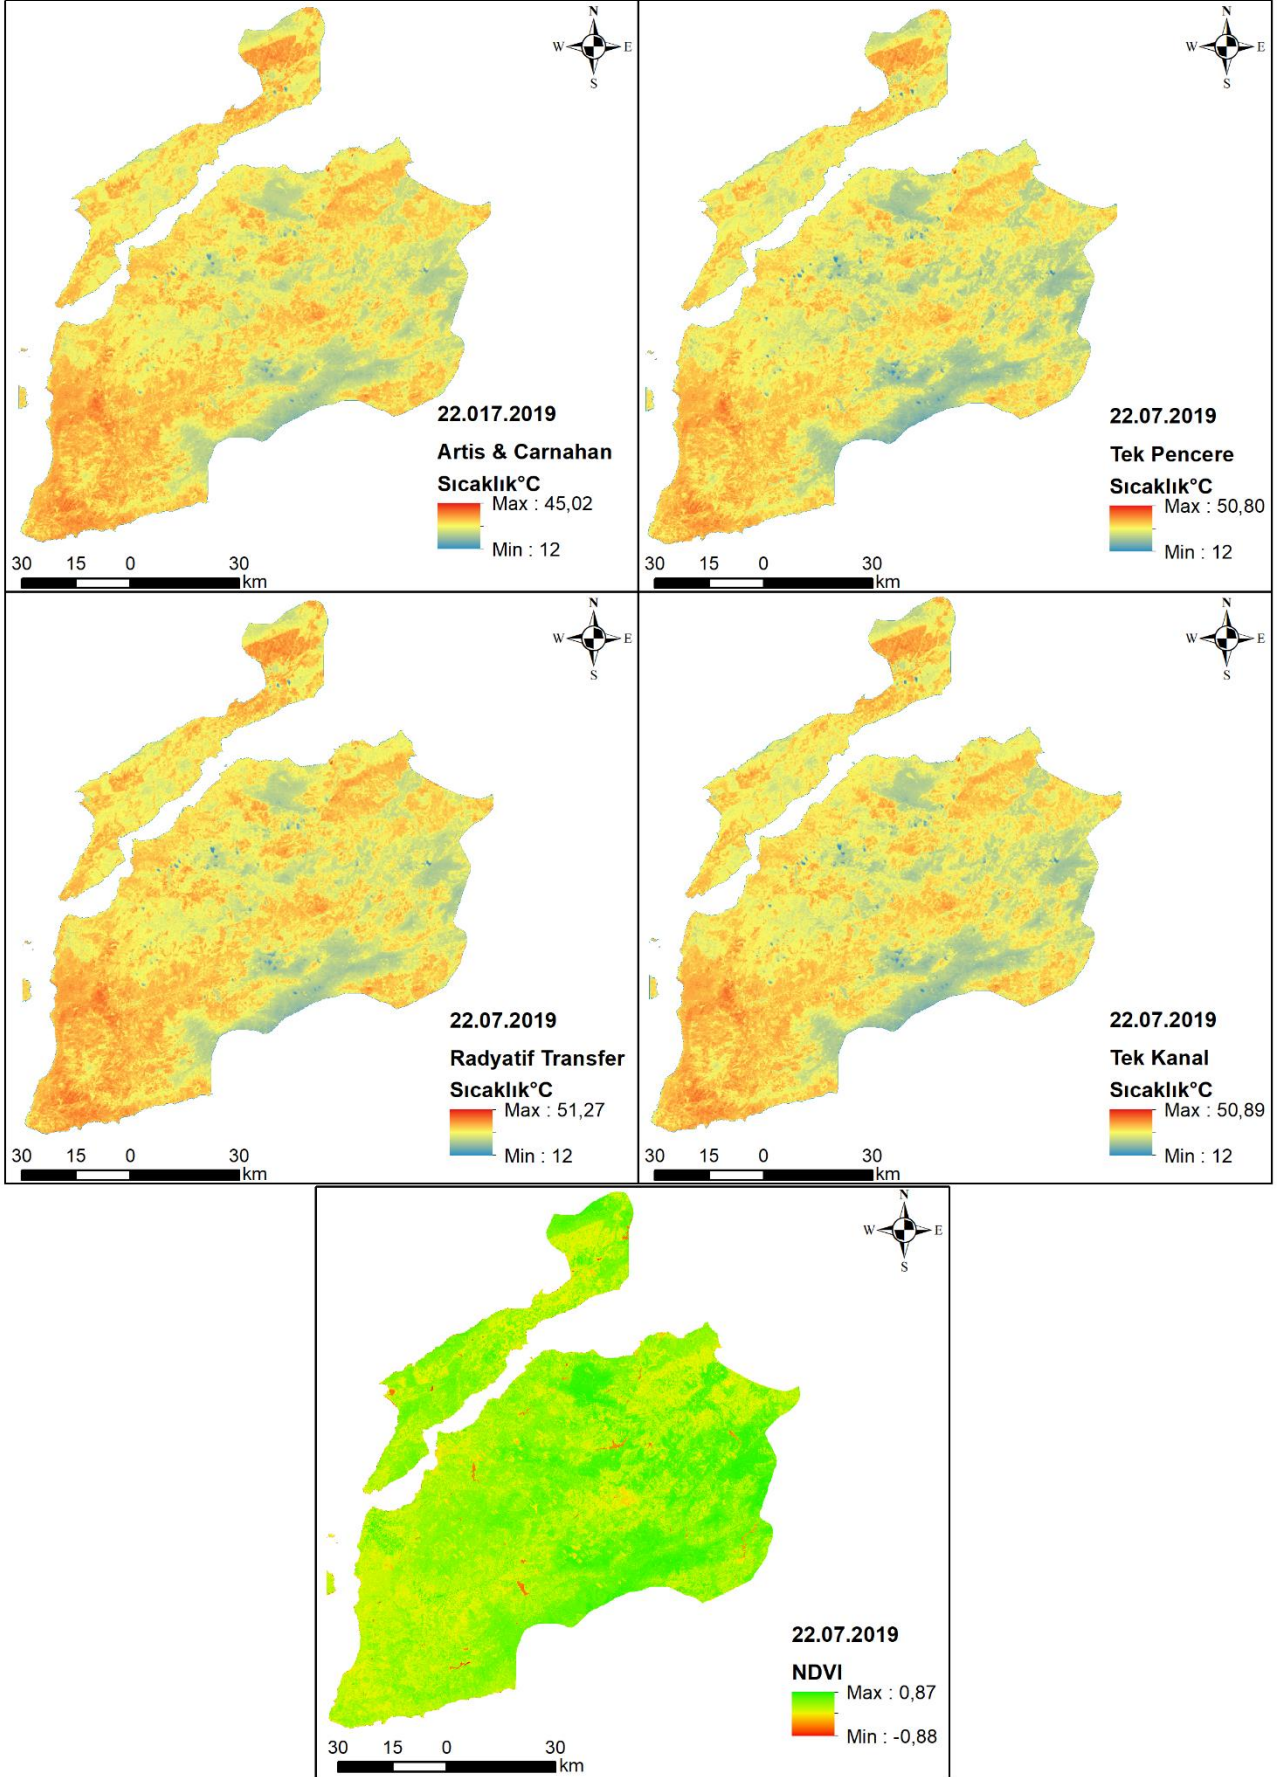 N
W E
S
22.017.2019
Artis & Carnahan
Sıcaklık°C
Max : 45,02
Min : 12
30 15 0 30
km
N
W E
S
22.07.2019
Tek Pencere
Sıcaklık°C
Max : 50,80
Min : 12
30 15 0 30
km
N
W E
S
22.07.2019
Radyatif Transfer
Sıcaklık°C
Max : 51,27
Min : 12
30 15 0 30
km
N
W E
S
22.07.2019
Tek Kanal
Sıcaklık°C
Max : 50,89
Min : 12
30 15 0 30
km
N
W E
S
22.07.2019
NDVI
Max : 0,87
Min : -0,88
30 15 0 30
km